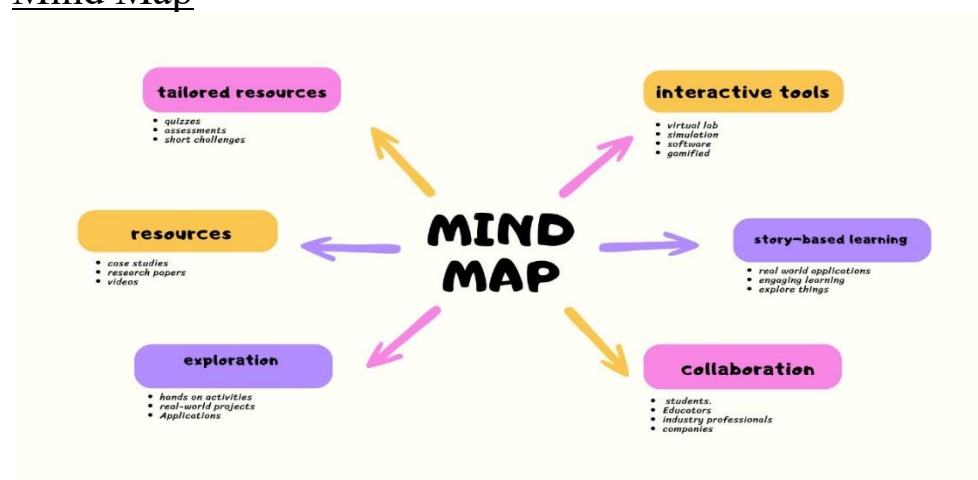 Mind Map
tailored resources
• quizzes
• assessments
• short challenges
interactive tools
• virtual lab
• simulation
• software
• gamified
resources
• case studies
• research papers
• videos
MIND
MAP
story-based learning
• real world applications
• engaging learning
• explore things
exploration
• hands on activities
• real-world projects
• Applications
collaboration
• students.
• Educators
• industry professionals
• companies